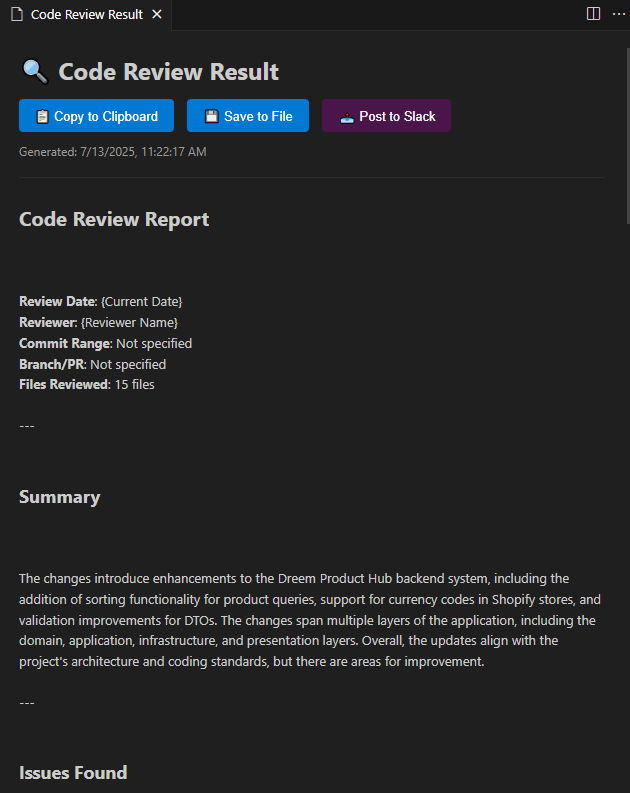 Code Review Result
Code Review Result
Copy to Clipboard
Save to File
Post to Slack
Generated: 7/13/2025, 11:22:17 AM
Code Review Report
Review Date: {Current Date}
Reviewer: {Reviewer Name}
Commit Range: Not specified
Branch/PR: Not specified
Files Reviewed: 15 files
---
Summary
The changes introduce enhancements to the Dreem Product Hub backend system, including the
addition of sorting functionality for product queries, support for currency codes in Shopify stores, and
validation improvements for DTOs. The changes span multiple layers of the application, including the
domain, application, infrastructure, and presentation layers. Overall, the updates align with the
project's architecture and coding standards, but there are areas for improvement.
---
Issues Found